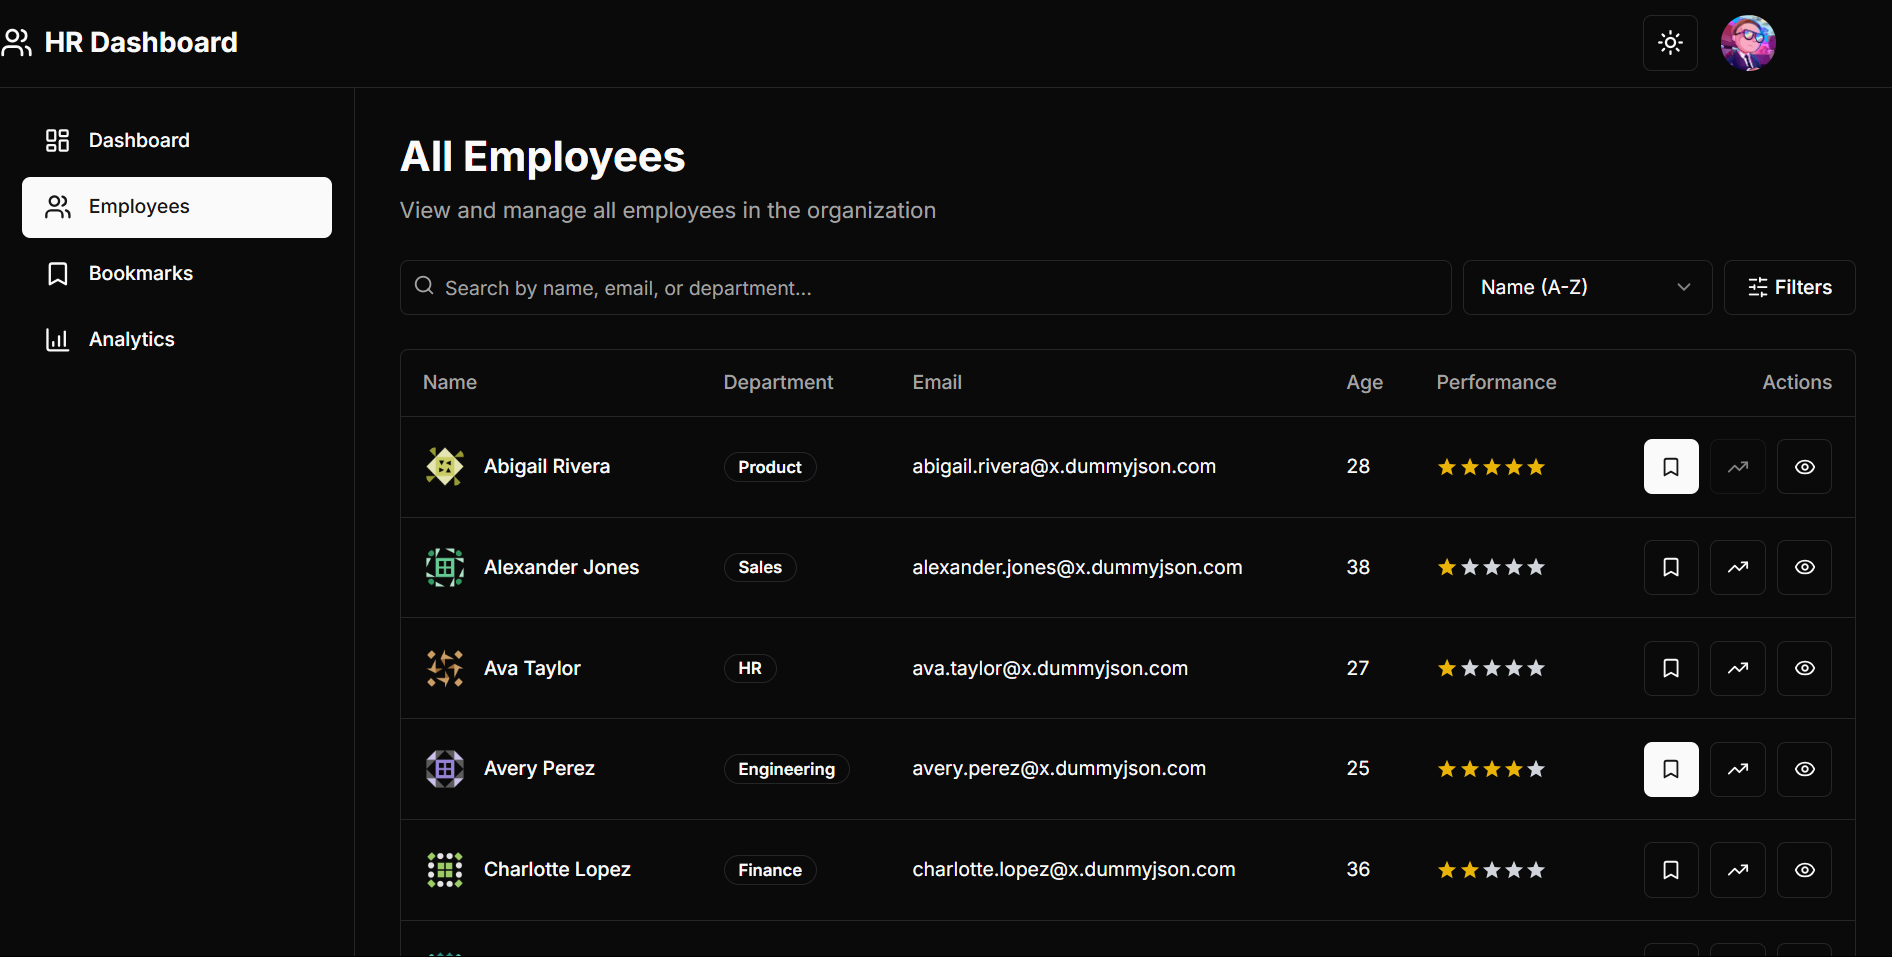 HR Dashboard
Dashboard
Employees
Bookmarks
Analytics
All Employees
View and manage all employees in the organization
Search by name, email, or department...
Name (A-Z)
Filters
Name Department Email Age Performance Actions
Abigail Rivera Product abigail.rivera@x.dummyjson.com 28
Alexander Jones Sales alexander.jones@x.dummyjson.com 38
Ava Taylor HR ava.taylor@x.dummyjson.com 27
Avery Perez Engineering avery.perez@x.dummyjson.com 25
Charlotte Lopez Finance charlotte.lopez@x.dummyjson.com 36